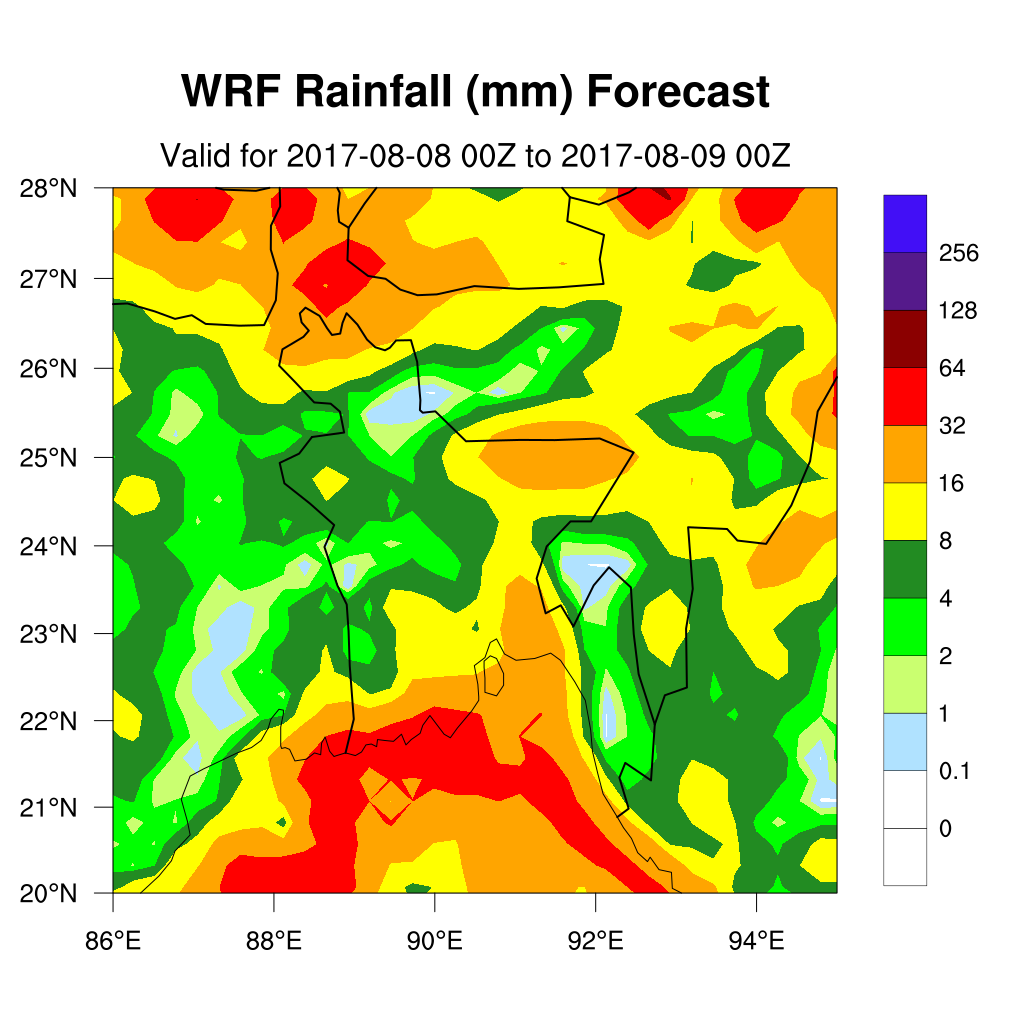 WRF Rainfall (mm) Forecast
Valid for 2017-08-08 00Z to 2017-08-09 00Z
28°N
27°N
26°N
25°N
24°N
23°N
22°N
21°N
20°N
86°E 88°E 90°E 92°E 94°E
256
128
64
32
16
8
4
2
1
0.1
0